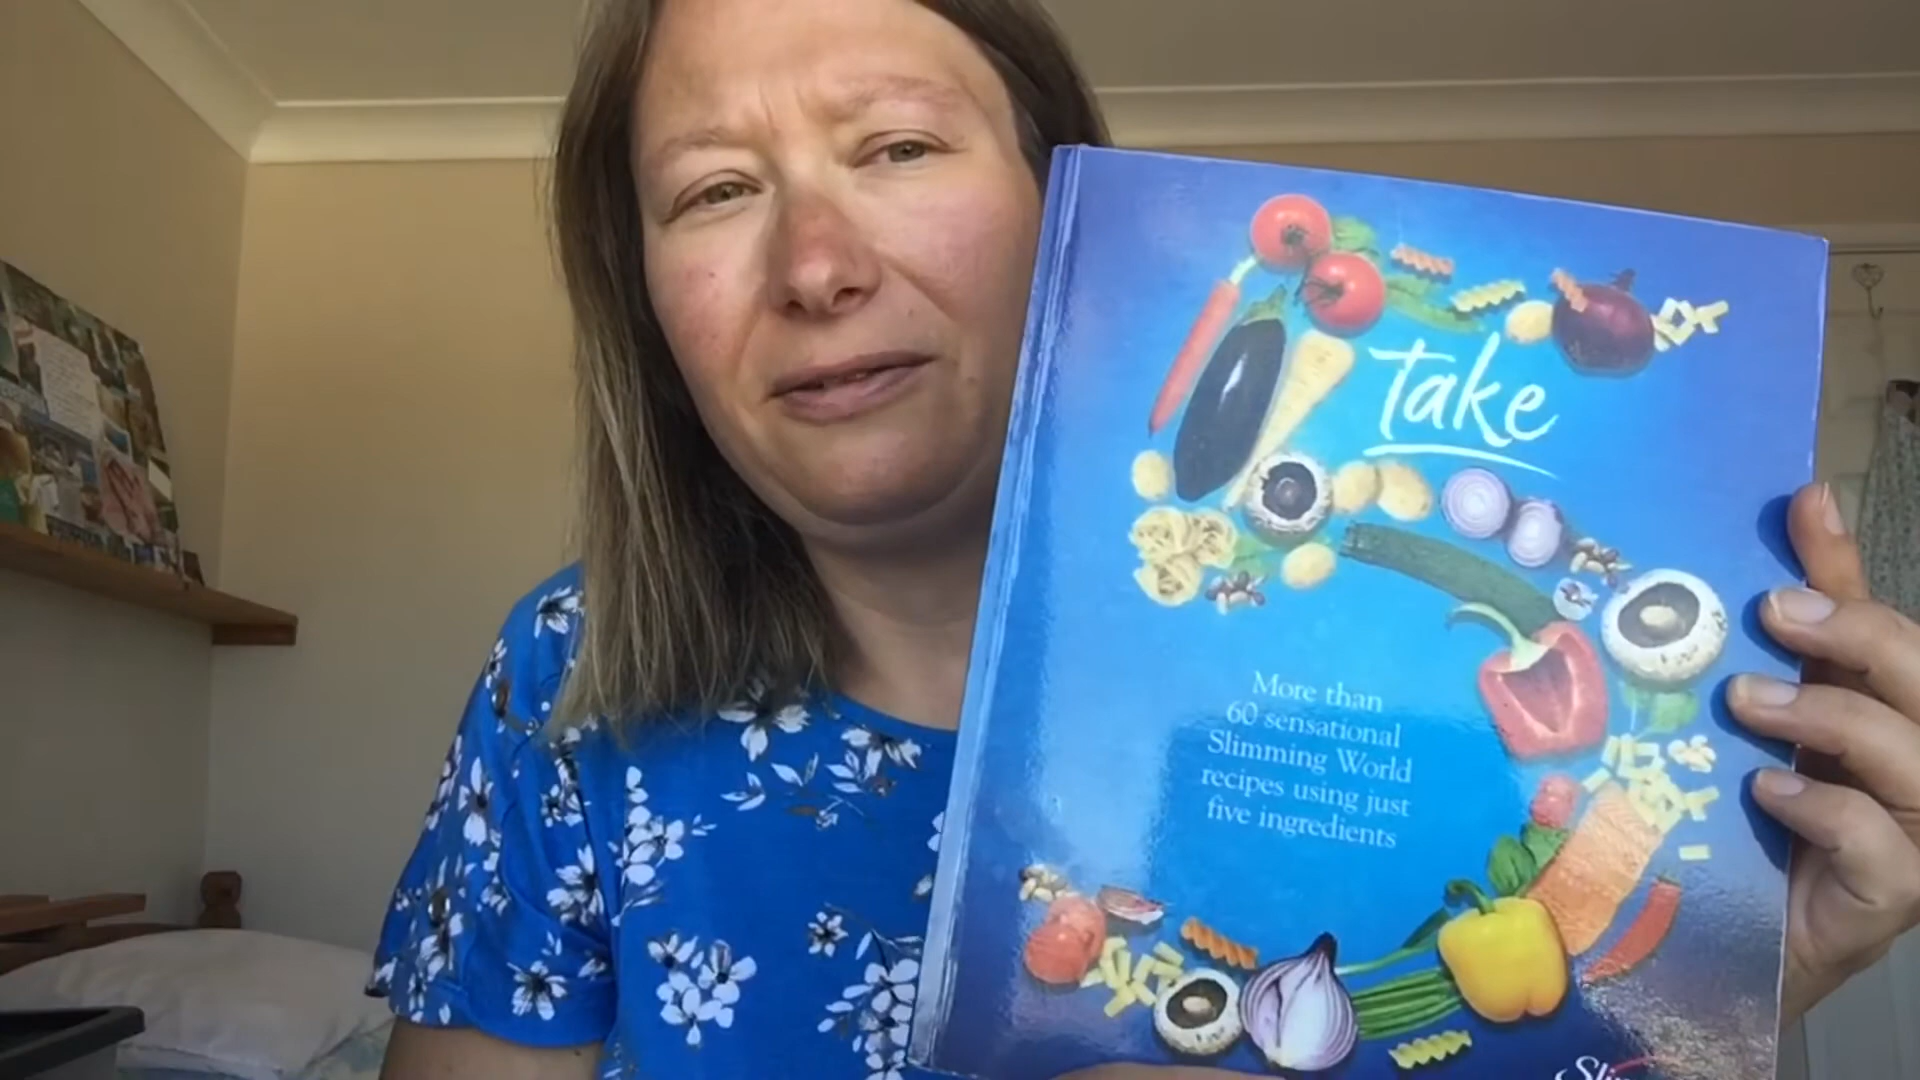 Take
More than
60 sensational
Slimming World
recipes using just
five ingredients